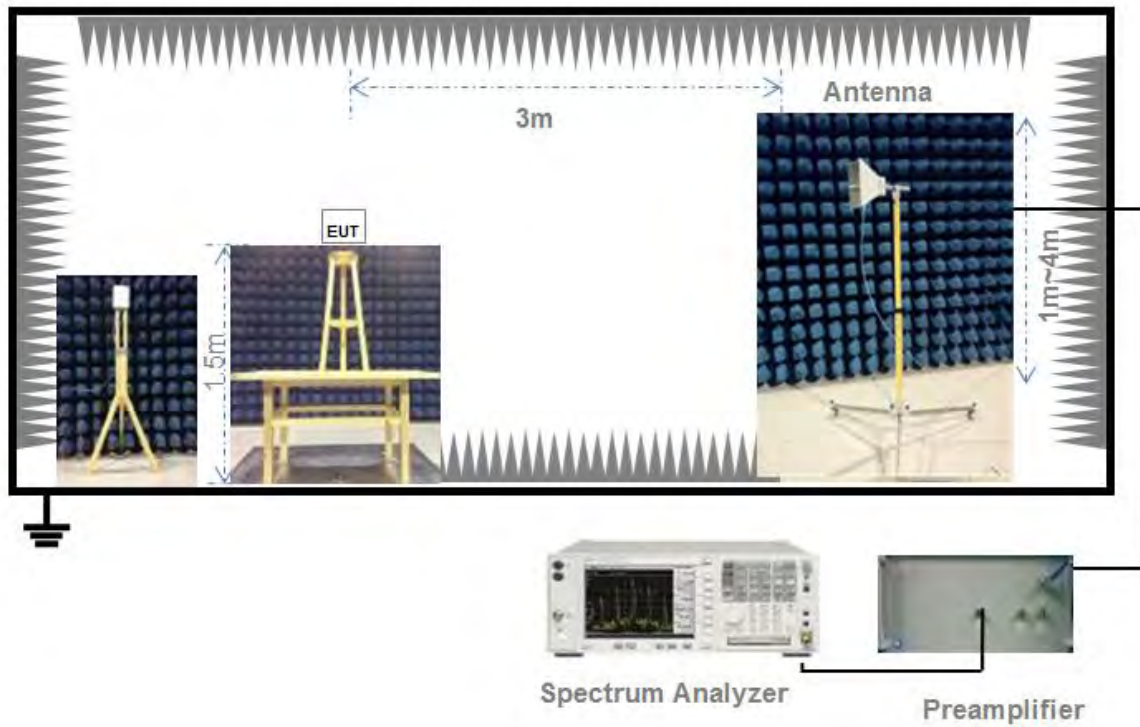 Antenna
3m
EUT
1.5m
1m~4m
Spectrum Analyzer
Preamplifier